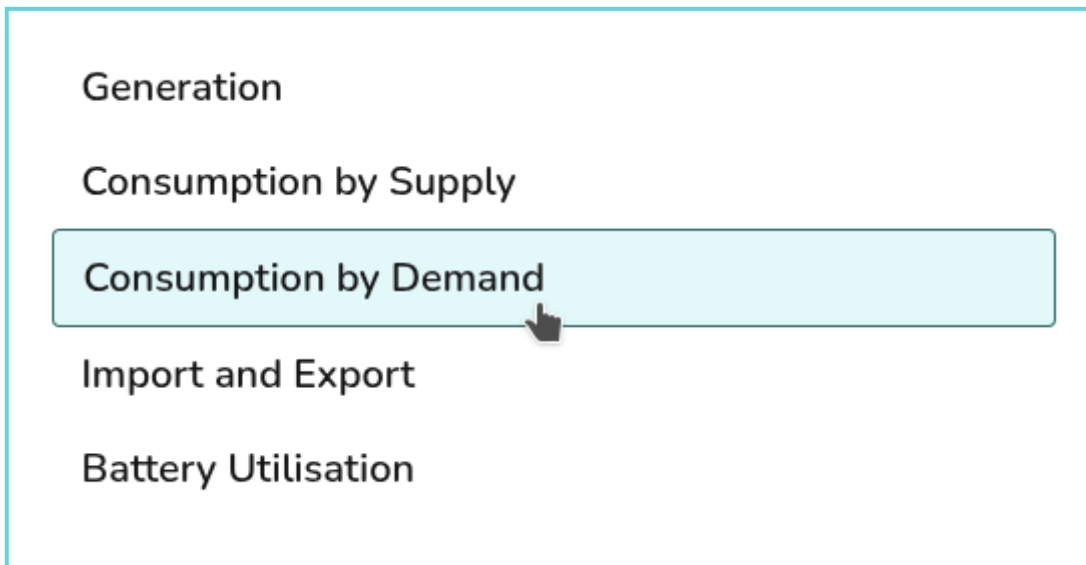 Generation
Consumption by Supply
Consumption by Demand
Import and Export
Battery Utilisation